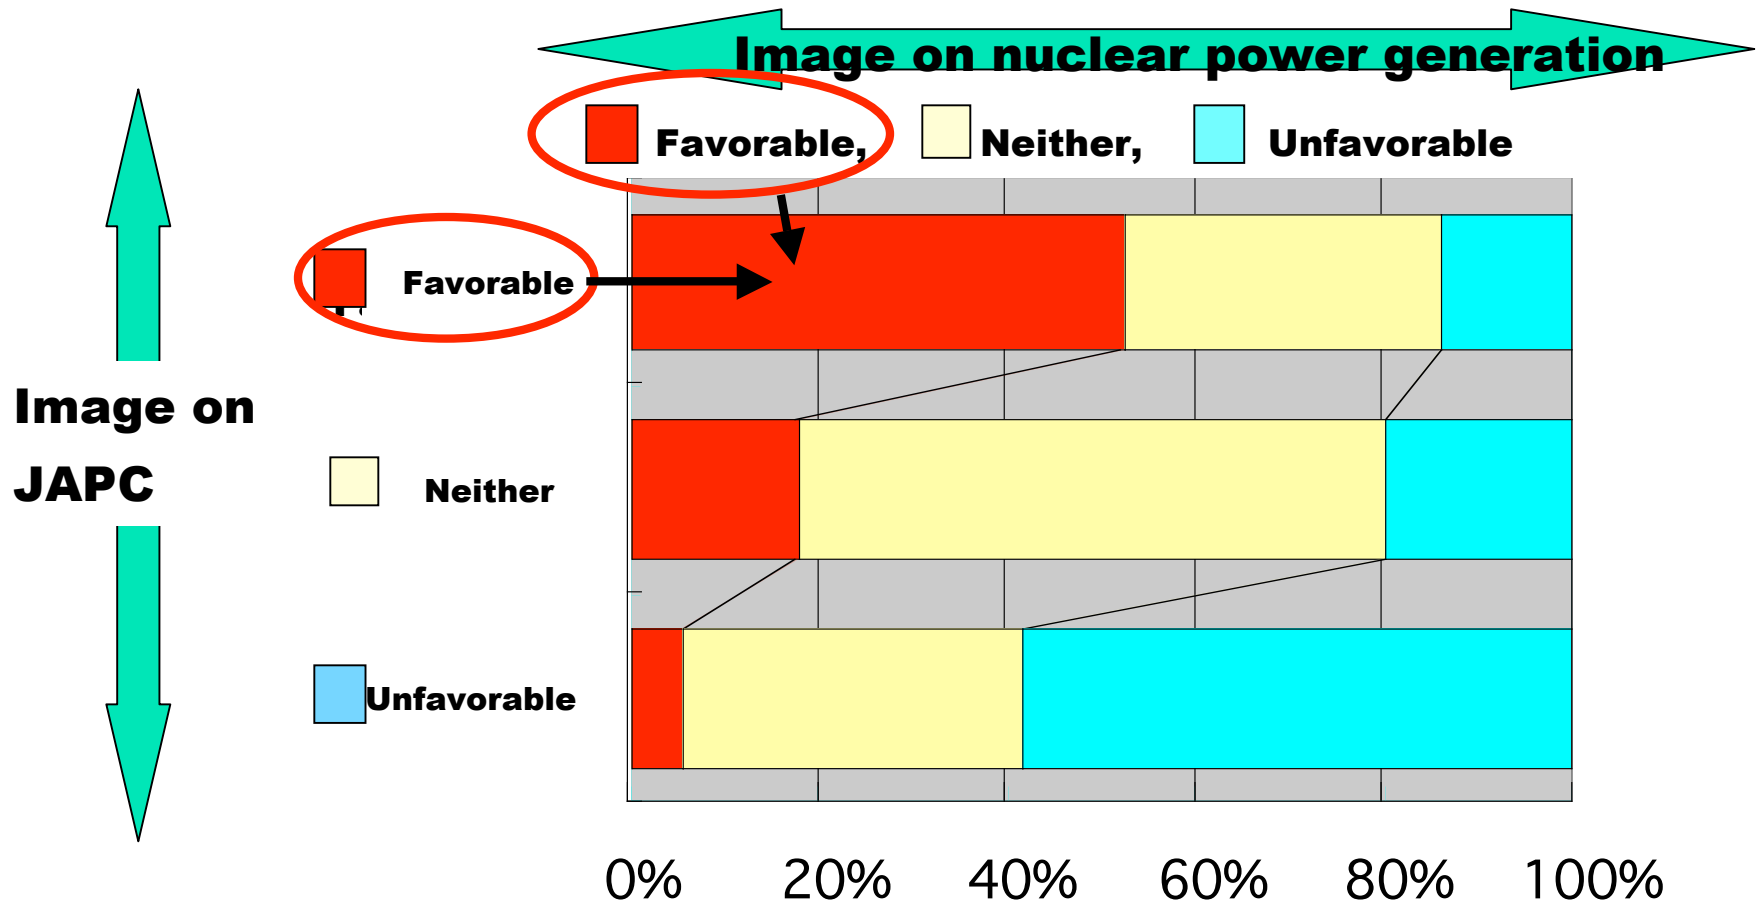 Image on nuclear power generation
Favorable, Neither, Unfavorable
Favorable
Image on
JAPC
Neither
Unfavorable
0% 20% 40% 60% 80% 100%